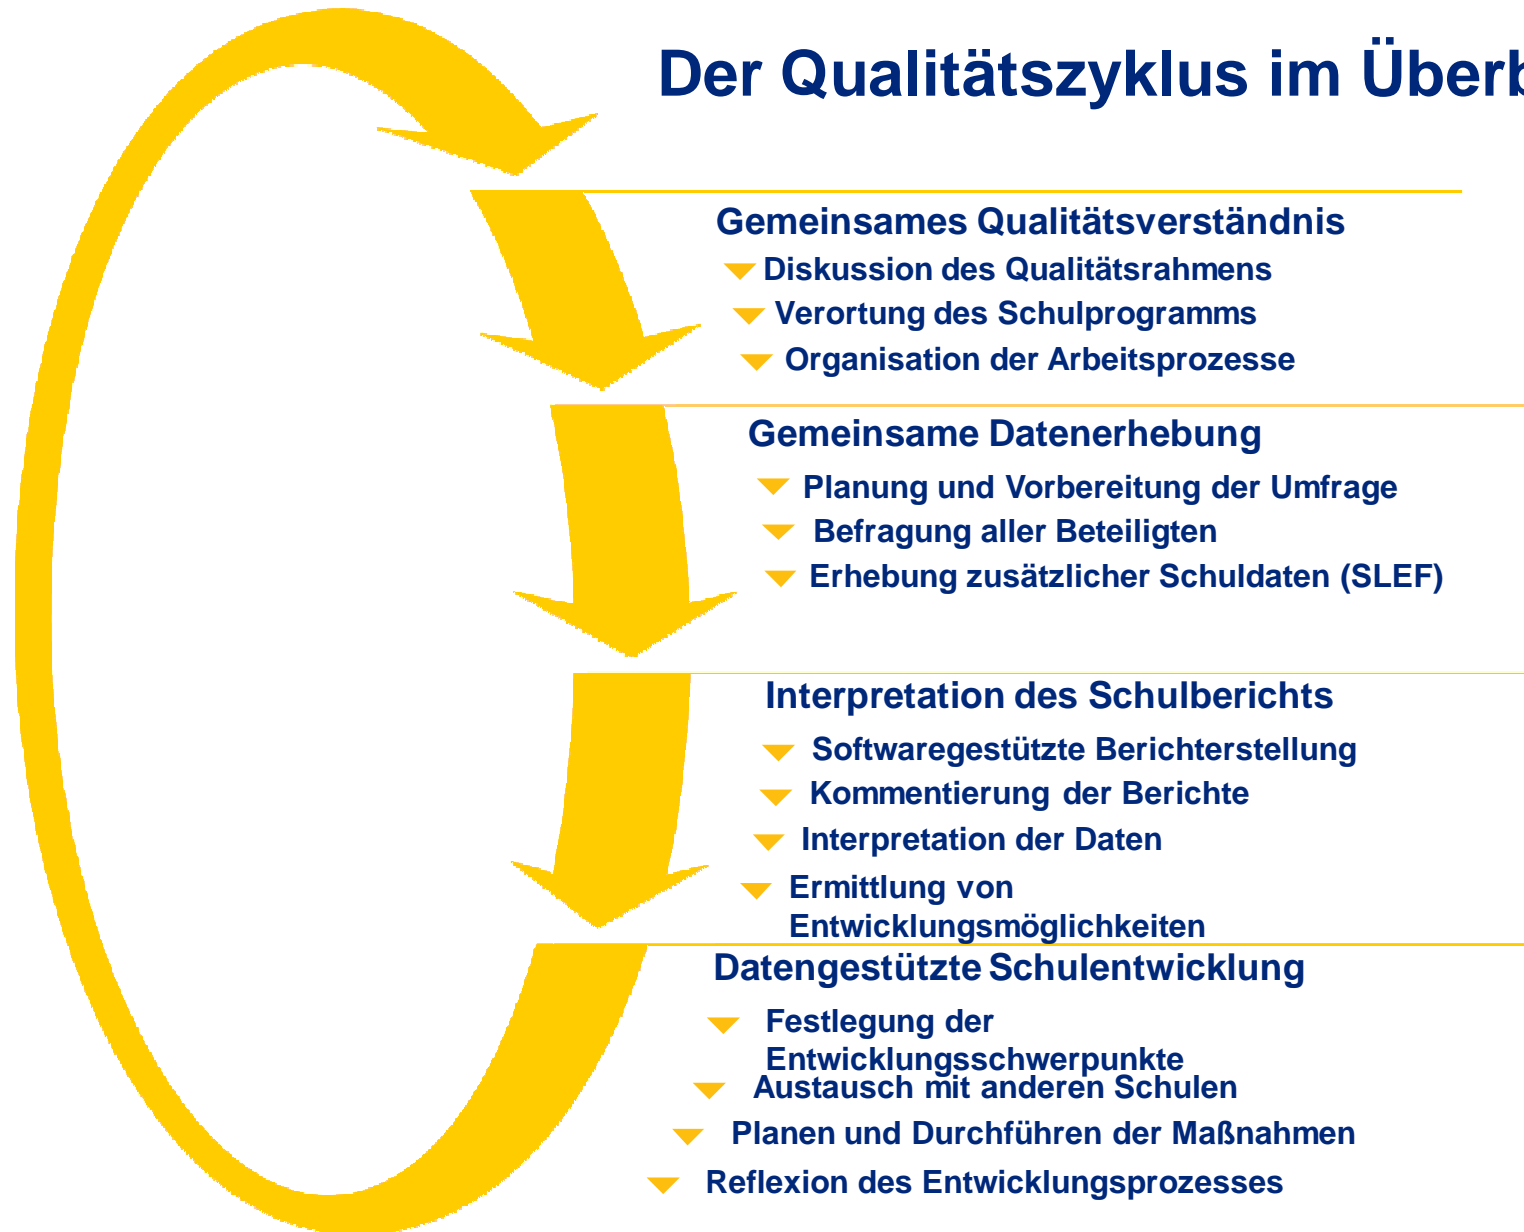 Der Qualitätszyklus im Überb
Gemeinsames Qualitätsverständnis
Diskussion des Qualitätsrahmens
Verortung des Schulprogramms
Organisation der Arbeitsprozesse
Gemeinsame Datenerhebung
Planung und Vorbereitung der Umfrage
Befragung aller Beteiligten
Erhebung zusätzlicher Schuldaten (SLEF)
Interpretation des Schulberichts
Softwaregestützte Berichterstellung
Kommentierung der Berichte
Interpretation der Daten
Ermittlung von
Entwicklungsmöglichkeiten
Datengestützte Schulentwicklung
Festlegung der
Entwicklungsschwerpunkte
Austausch mit anderen Schulen
Planen und Durchführen der Maßnahmen
Reflexion des Entwicklungsprozesses